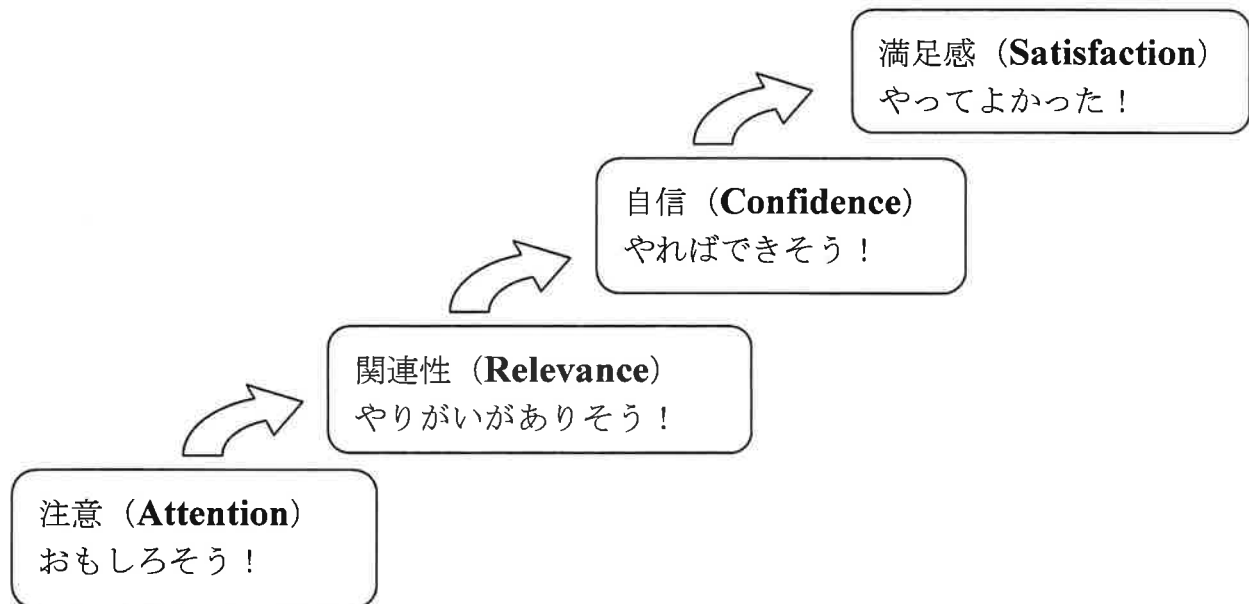 満足感（Satisfaction）
やってよかった！
自信（Confidence）
やればできそう！
関連性（Relevance）
やりがいがありそう！
注意（Attention）
おもしろそう！